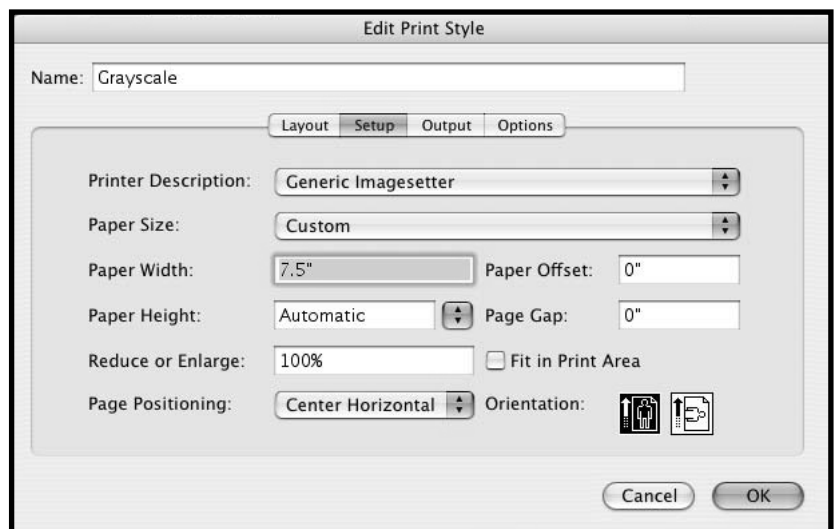 Edit Print Style
Name: Grayscale
Layout Setup Output Options
Printer Description: Generic Imagesetter
Paper Size: Custom
Paper Width: 7.5" Paper Offset: 0"
Paper Height: Automatic Page Gap: 0"
Reduce or Enlarge: 100% Fit in Print Area
Page Positioning: Center Horizontal Orientation:
Cancel OK